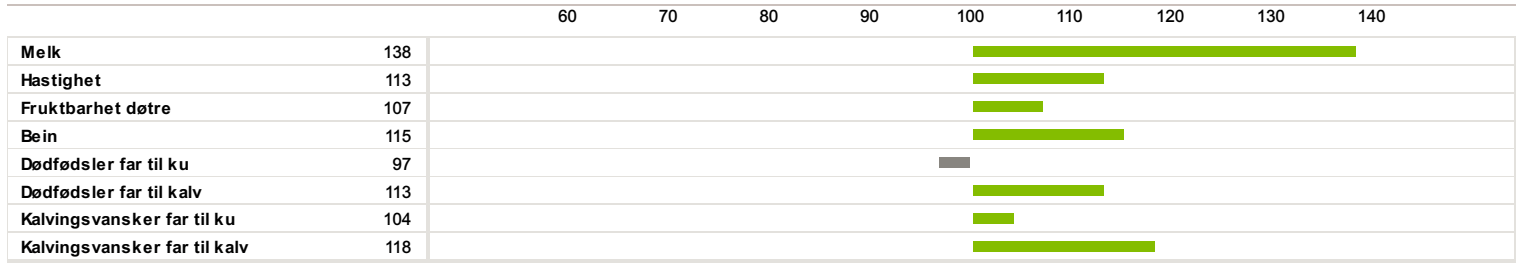 60 70 80 90 100 110 120 130 140
Melk 138
Hastighet 113
Fruktbarhet døtre 107
Bein 115
Dødfødsler far til ku 97
Dødfødsler far til kalv 113
Kalvingsvansker far til ku 104
Kalvingsvansker far til kalv 118